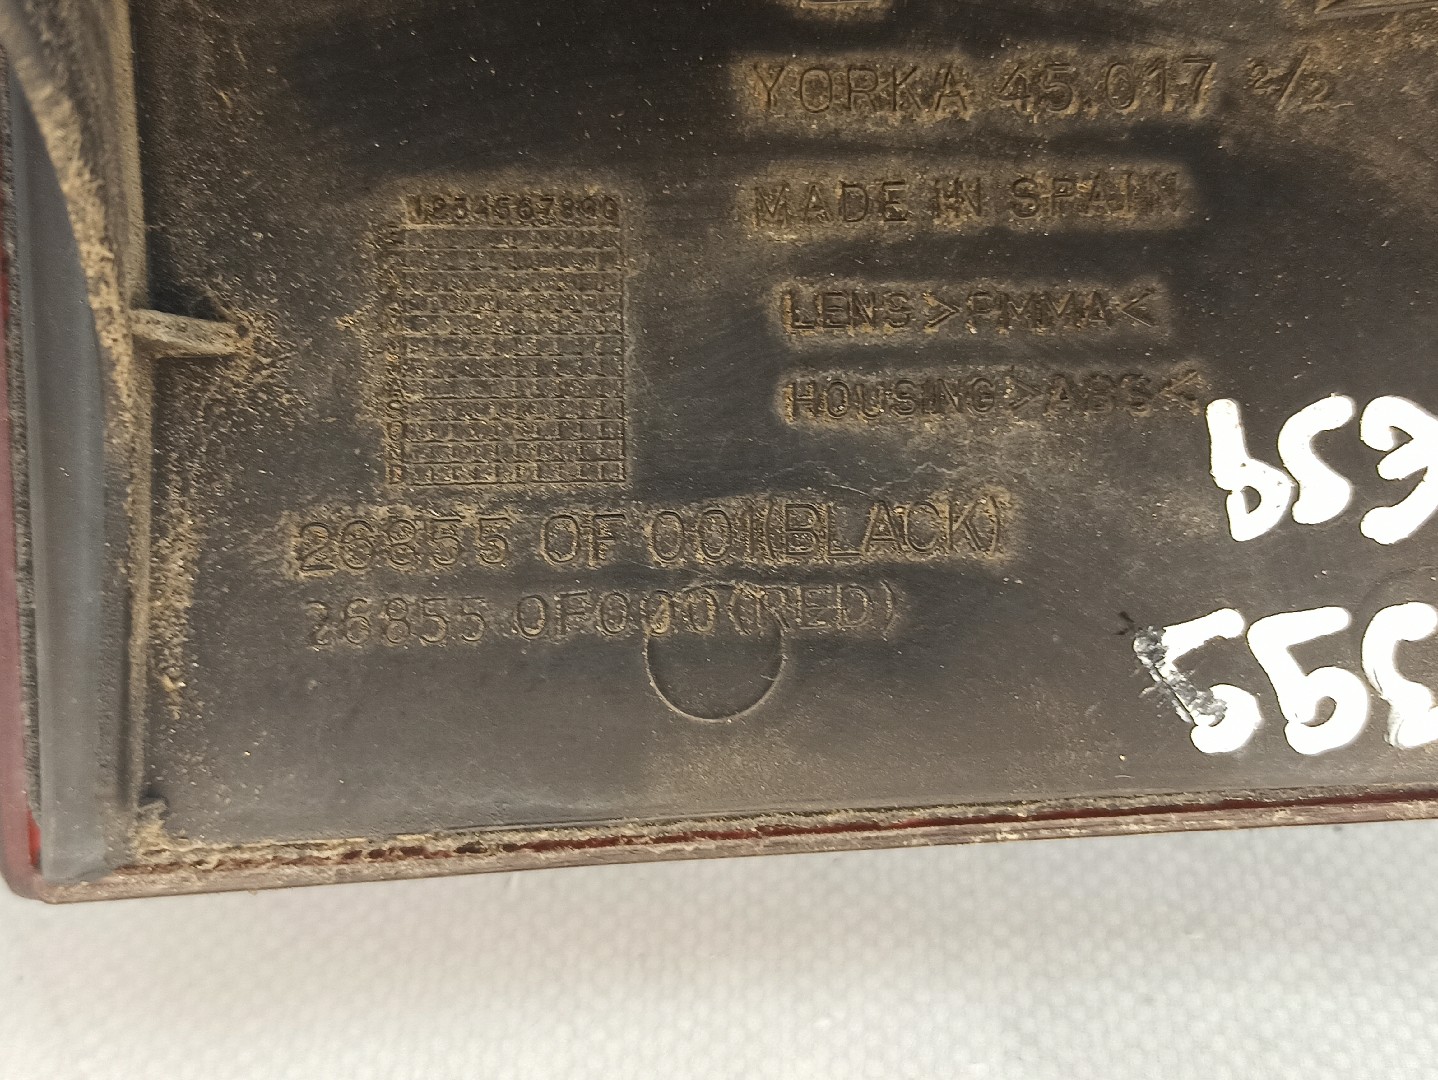 YORKA 45.017 2/2
MADE IN SPAIN
LENS >PMMA<
HOUSING >ABS<
1234567890
26855 0F 001(BLACK)
26855 0F000(RED)